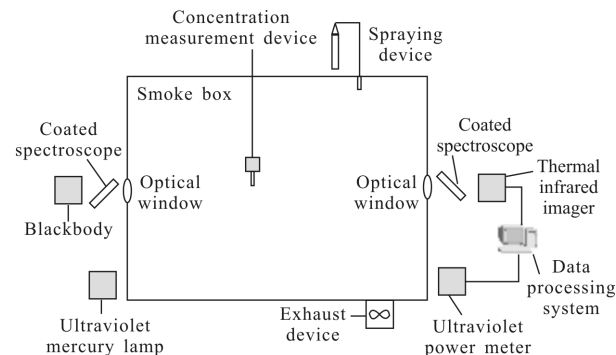 Concentration
measurement device
Spraying
device
Smoke box
Coated
spectroscope
Coated
spectroscope
Optical
window
Optical
window
Thermal
infrared
imager
Blackbody
Data
processing
system
Exhaust
device
Ultraviolet
mercury lamp
Ultraviolet
power meter